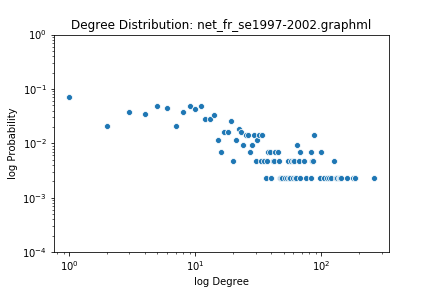 Degree Distribution: net_fr_se1997-2002.graphml
log Probability
10⁰
10⁻¹
10⁻²
10⁻³
10⁻⁴
10⁰ 10¹ 10²
log Degree